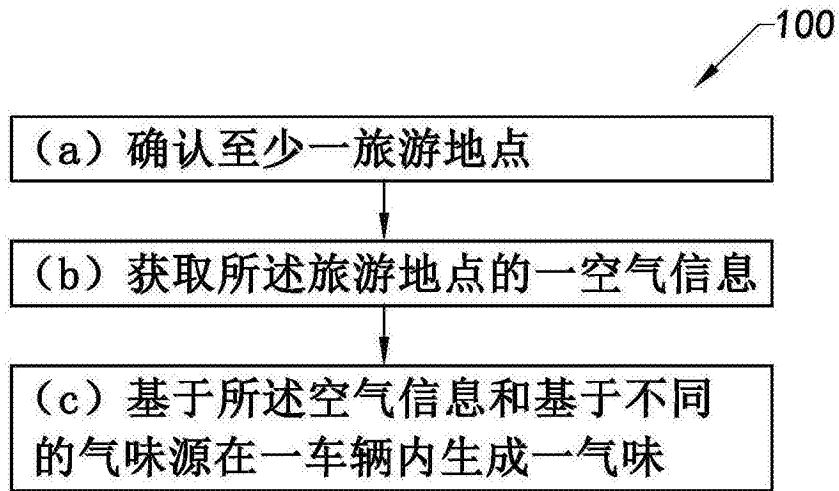 100
（a）确认至少一旅游地点
（b）获取所述旅游地点的一空气信息
（c）基于所述空气信息和基于不同
的气味源在一车辆内生成一气味